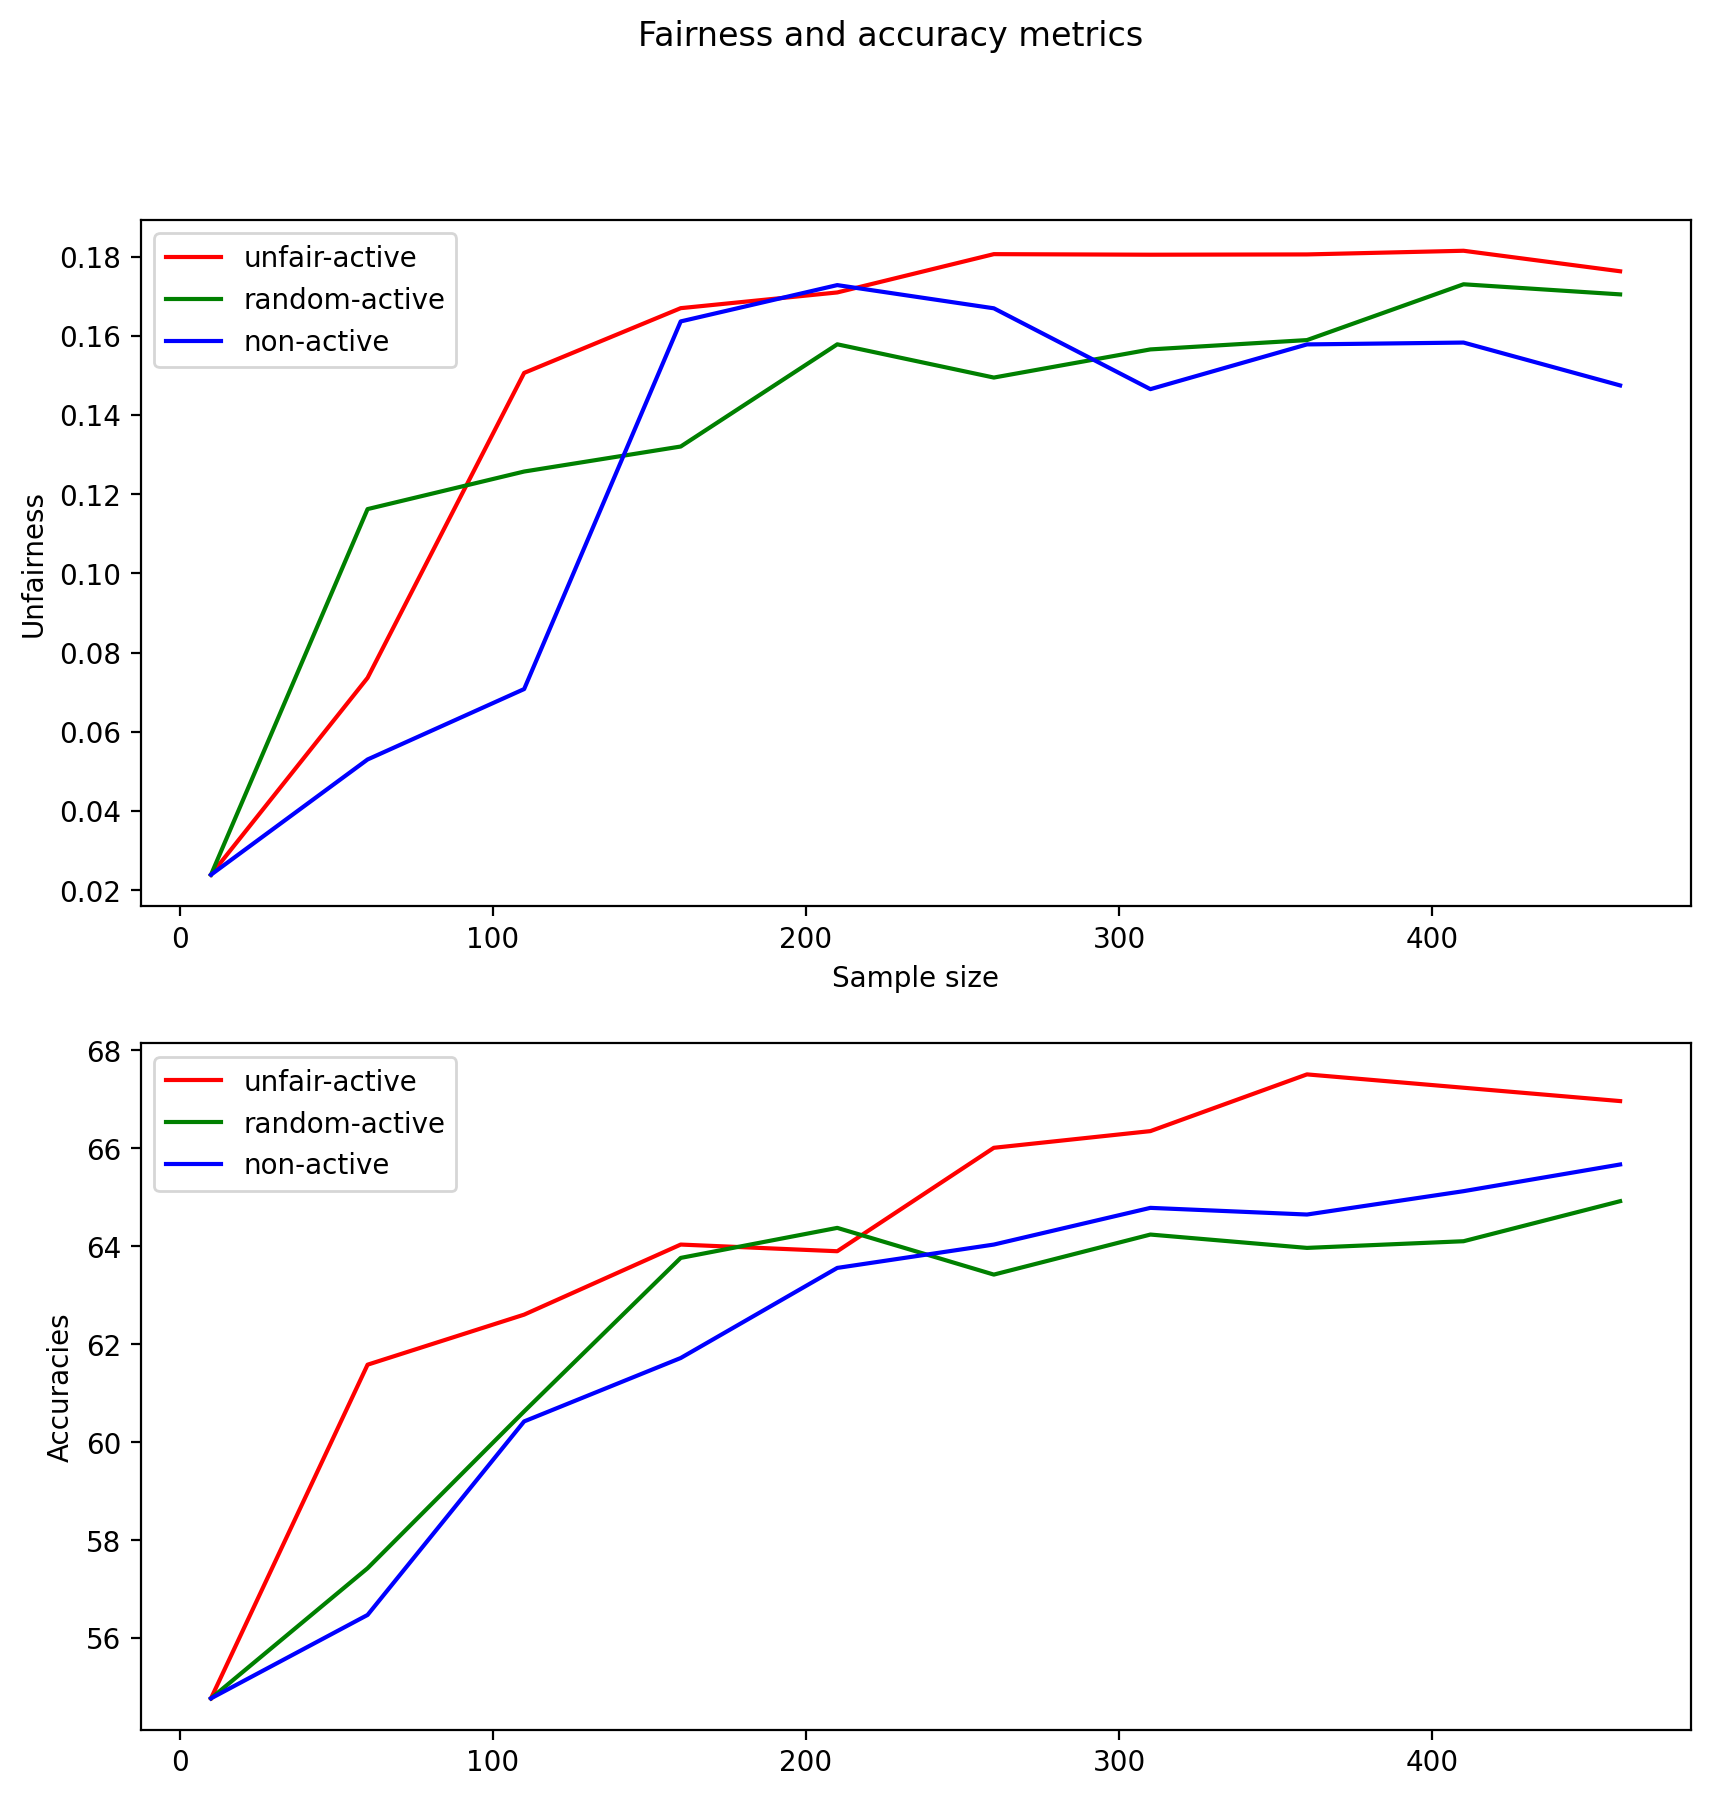 Fairness and accuracy metrics
unfair-active
random-active
non-active
0.18
0.16
0.14
0.12
0.10
0.08
0.06
0.04
0.02
Unfairness
0 100 200 300 400
Sample size
unfair-active
random-active
non-active
68
66
64
62
60
58
56
Accuracies
0 100 200 300 400